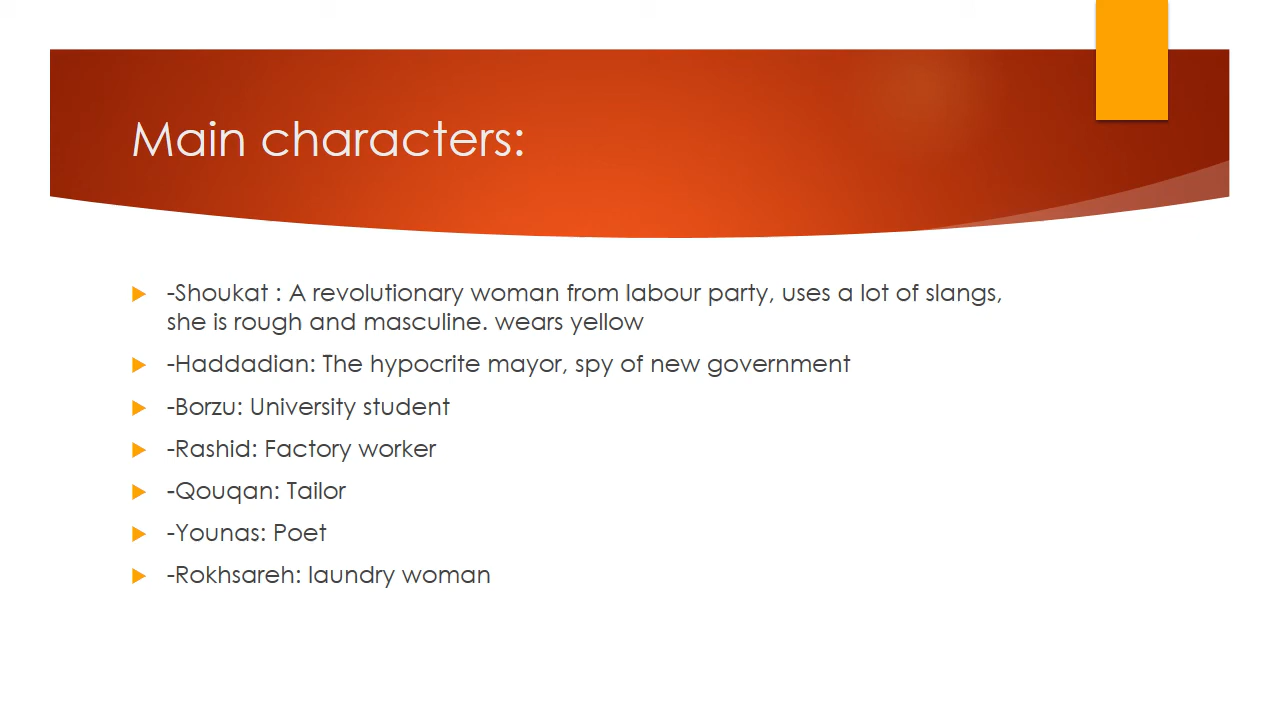 Main characters:
-Shoukat : A revolutionary woman from labour party, uses a lot of slangs,
she is rough and masculine. wears yellow
-Haddadian: The hypocrite mayor, spy of new government
-Borzu: University student
-Rashid: Factory worker
-Qouqan: Tailor
-Younas: Poet
-Rokhsareh: laundry woman